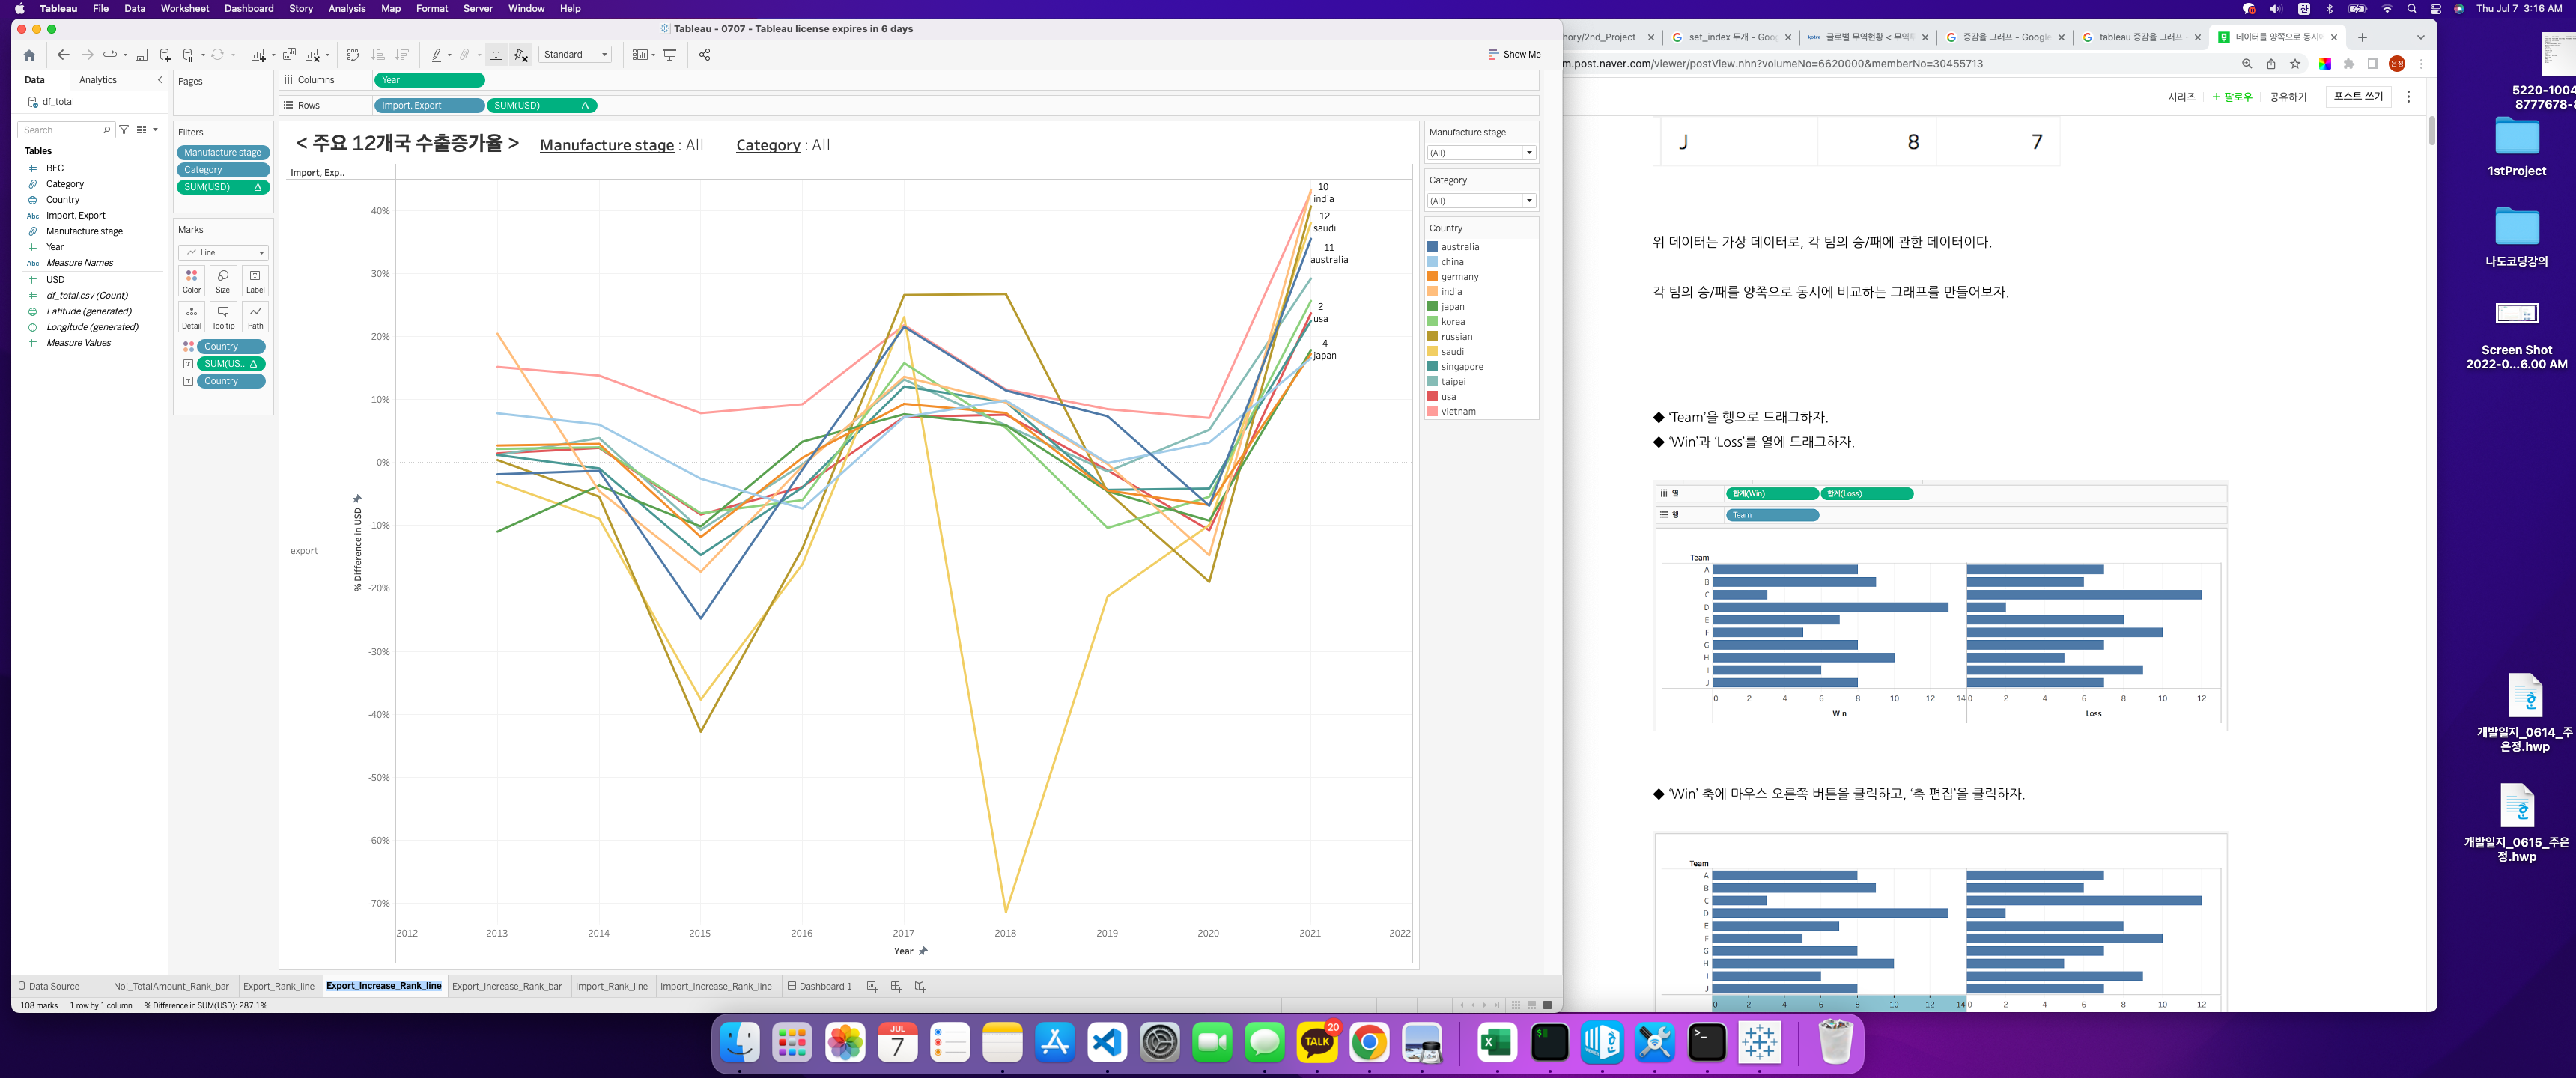 Tableau File Data Worksheet Dashboard Story Analysis Map Format Server Window Help
한 Thu Jul 7 3:16 AM
Tableau - 0707 - Tableau license expires in 6 days
Standard
Show Me
Data Analytics
df_total
Search
Tables
BEC
Category
Country
Abc Import, Export
Manufacture stage
Year
Abc Measure Names
USD
df_total.csv (Count)
Latitude (generated)
Longitude (generated)
Measure Values
Pages
Filters
Manufacture stage
Category
SUM(USD)
Marks
Line
Color Size Label
Detail Tooltip Path
Country
SUM(US..
Country
Columns Year
Rows Import, Export SUM(USD)
< 주요 12개국 수출증가율 > Manufacture stage : All Category : All
Import, Exp..
export
% Difference in USD
40%
30%
20%
10%
0%
-10%
-20%
-30%
-40%
-50%
-60%
-70%
10
india
12
saudi
11
australia
2
usa
4
japan
2012 2013 2014 2015 2016 2017 2018 2019 2020 2021 2022
Year
Manufacture stage
(All)
Category
(All)
Country
australia
china
germany
india
japan
korea
russian
saudi
singapore
taipei
usa
vietnam
Data Source No!_TotalAmount_Rank_bar Export_Rank_line Export_Increase_Rank_line Export_Increase_Rank_bar Import_Rank_line Import_Increase_Rank_line Dashboard 1
108 marks 1 row by 1 column % Difference in SUM(USD): 287.1%
hory/2nd_Project set_index 두개 - Goo 글로벌 무역현황 < 무역 증감율 그래프 - Google tableau 증감율 그래프 데이터를 양쪽으로 동시
m.post.naver.com/viewer/postView.nhn?volumeNo=6620000&memberNo=30455713
은정
시리즈 + 팔로우 공유하기 포스트 쓰기
J 8 7
위 데이터는 가상 데이터로, 각 팀의 승/패에 관한 데이터이다.
각 팀의 승/패를 양쪽으로 동시에 비교하는 그래프를 만들어보자.
◆ ‘Team’을 행으로 드래그하자.
◆ ‘Win’과 ‘Loss’를 열에 드래그하자.
열 합계(Win) 합계(Loss)
행 Team
Team
A
B
C
D
E
F
G
H
I
J
0 2 4 6 8 10 12 14 0 2 4 6 8 10 12
Win Loss
◆ ‘Win’ 축에 마우스 오른쪽 버튼을 클릭하고, ‘축 편집’을 클릭하자.
Team
A
B
C
D
E
F
G
H
I
J
0 2 4 6 8 10 12 14 0 2 4 6 8 10 12
5220-1004
8777678-8
1stProject
나도코딩강의
Screen Shot
2022-0...6.00 AM
개발일지_0614_주
은정.hwp
개발일지_0615_주은
정.hwp
JUL
7
TALK
20